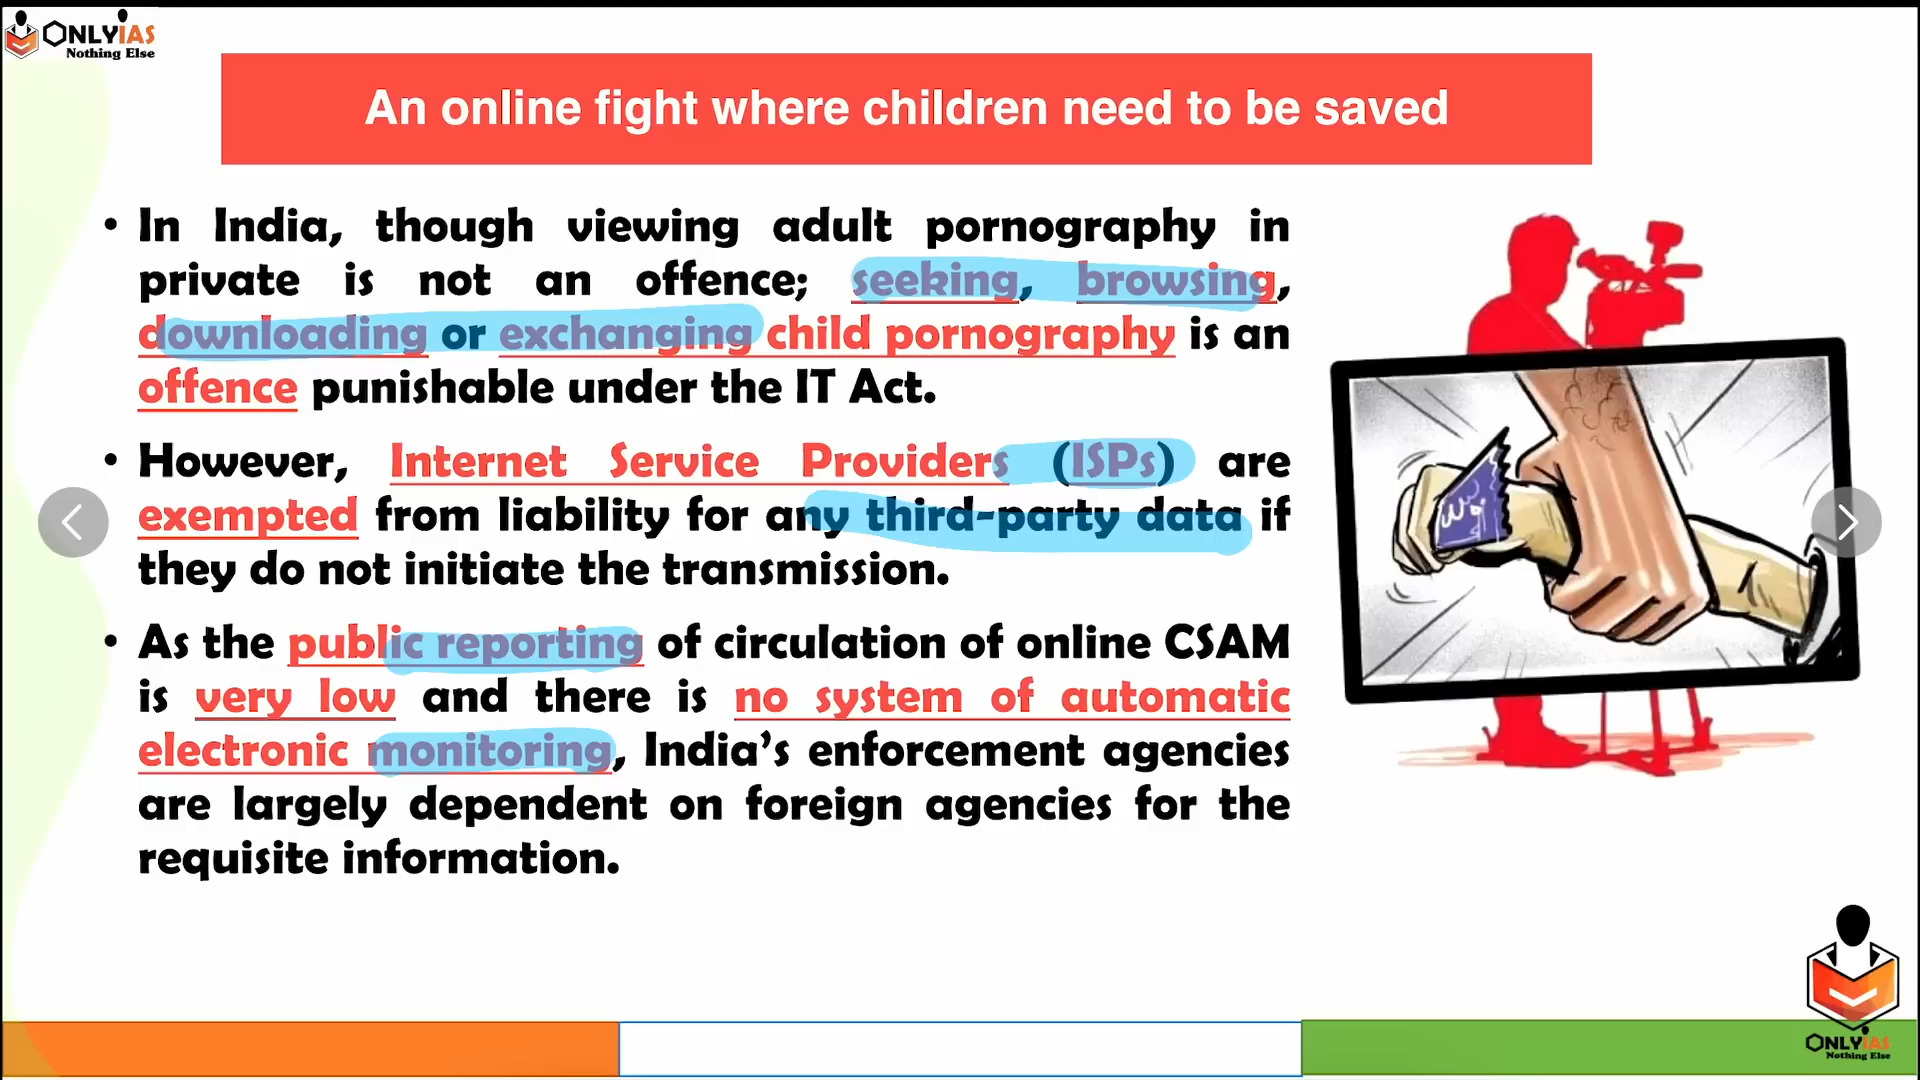 ONLYIAS
Nothing Else
An online fight where children need to be saved
• In India, though viewing adult pornography in
private is not an offence; seeking, browsing,
downloading or exchanging child pornography is an
offence punishable under the IT Act.
• However, Internet Service Providers (ISPs) are
exempted from liability for any third-party data if
they do not initiate the transmission.
• As the public reporting of circulation of online CSAM
is very low and there is no system of automatic
electronic monitoring, India's enforcement agencies
are largely dependent on foreign agencies for the
requisite information.
ONLYIAS
Nothing Else